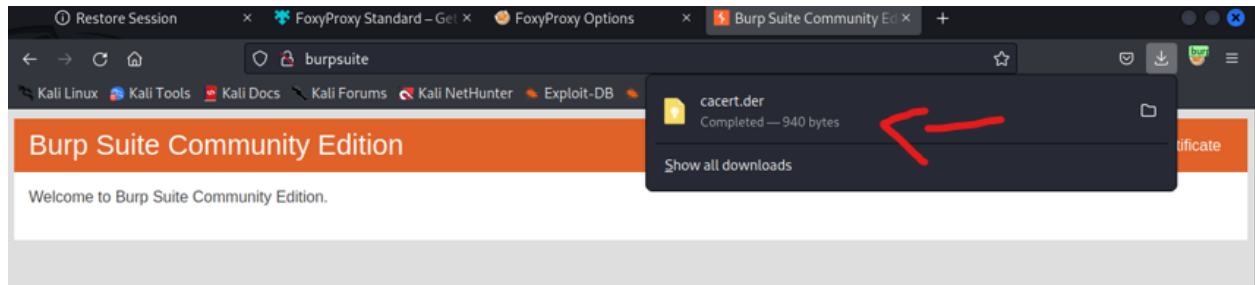 Restore Session FoxyProxy Standard – Get FoxyProxy Options Burp Suite Community Ed
burpsuite
Kali Linux Kali Tools Kali Docs Kali Forums Kali NetHunter Exploit-DB
cacert.der
Completed — 940 bytes
Show all downloads
Burp Suite Community Edition
tificate
Welcome to Burp Suite Community Edition.